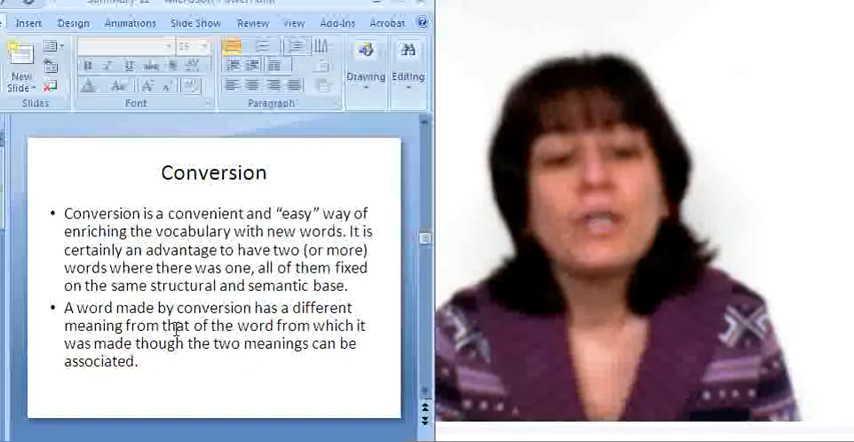 Insert Design Animations Slide Show Review View Add-Ins Acrobat
New
Slide
Drawing Editing
Slides Font Paragraph
Conversion
• Conversion is a convenient and “easy” way of
enriching the vocabulary with new words. It is
certainly an advantage to have two (or more)
words where there was one, all of them fixed
on the same structural and semantic base.
• A word made by conversion has a different
meaning from that of the word from which it
was made though the two meanings can be
associated.